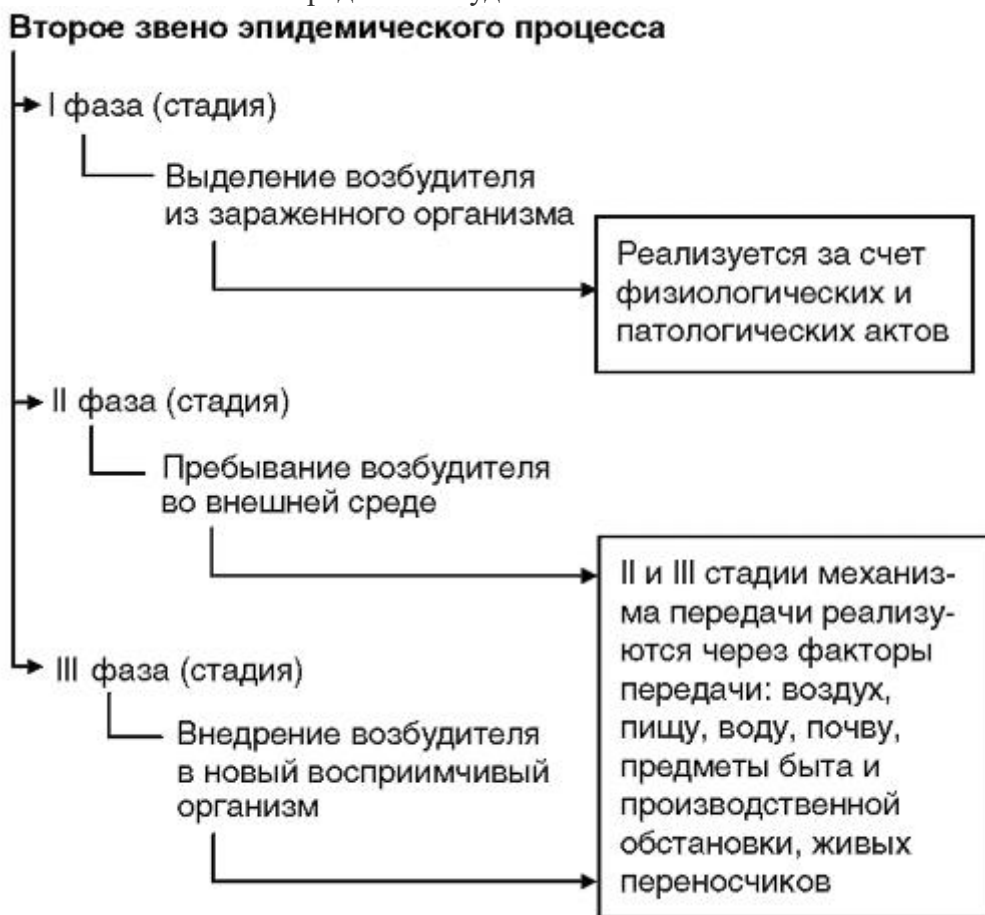 Второе звено эпидемического процесса
I фаза (стадия)
Выделение возбудителя
из зараженного организма
Реализуется за счет
физиологических и
патологических актов
II фаза (стадия)
Пребывание возбудителя
во внешней среде
II и III стадии механиз-
ма передачи реализу-
ются через факторы
передачи: воздух,
пищу, воду, почву,
предметы быта и
производственной
обстановки, живых
переносчиков
III фаза (стадия)
Внедрение возбудителя
в новый восприимчивый
организм